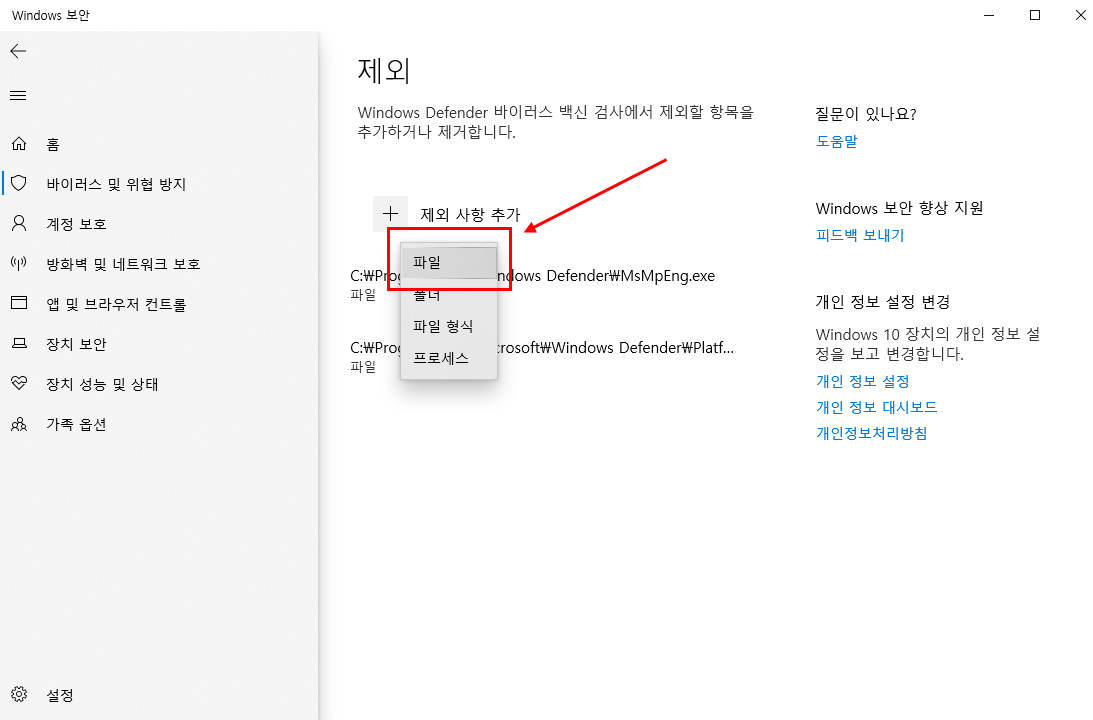 Windows 보안
홈
바이러스 및 위협 방지
계정 보호
방화벽 및 네트워크 보호
앱 및 브라우저 컨트롤
장치 보안
장치 성능 및 상태
가족 옵션
설정
제외
Windows Defender 바이러스 백신 검사에서 제외할 항목을
추가하거나 제거합니다.
제외 사항 추가
파일
폴더
파일 형식
프로세스
C:₩Prog ndows Defender₩MsMpEng.exe
파일
C:₩Prog crosoft₩Windows Defender₩Platf...
파일
질문이 있나요?
도움말
Windows 보안 향상 지원
피드백 보내기
개인 정보 설정 변경
Windows 10 장치의 개인 정보 설
정을 보고 변경합니다.
개인 정보 설정
개인 정보 대시보드
개인정보처리방침